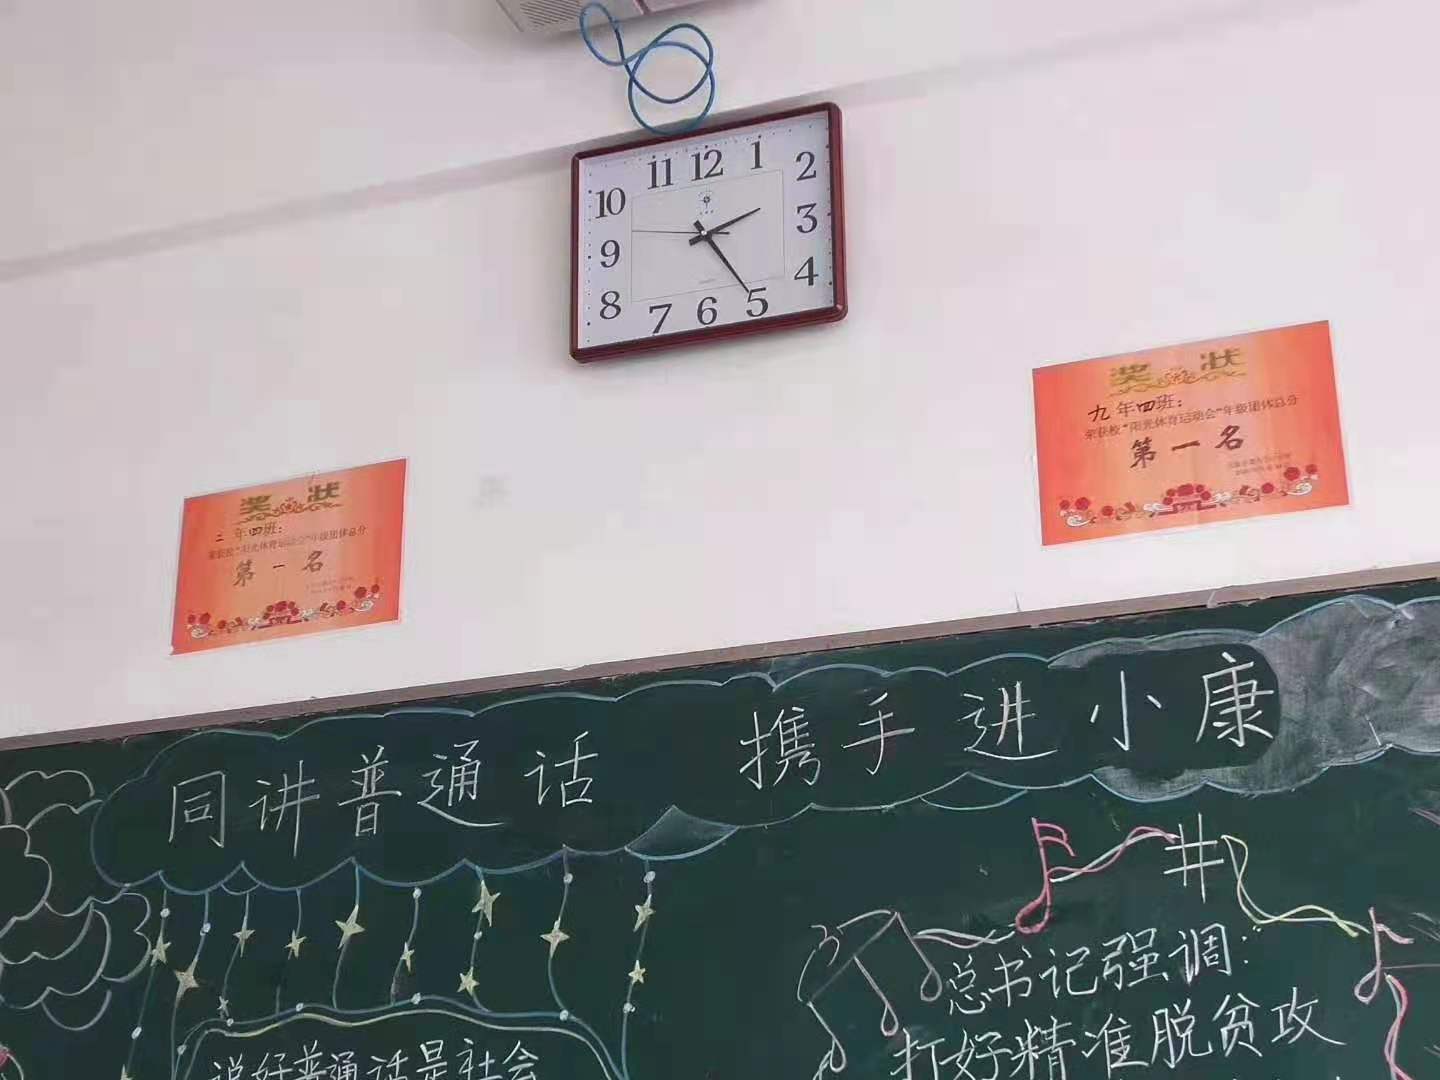 11 12 1
10 2
9 3
8 4
7 6 5
奖 状
九 年 四 班：
荣获校“阳光体育运动会”年级团体总分
第 一 名
奖 状
二 年 四 班：
荣获校“阳光体育运动会”年级团体总分
第 一 名
同讲普通话 携手进小康
总书记强调：
打好精准脱贫攻
说好普通话是社会